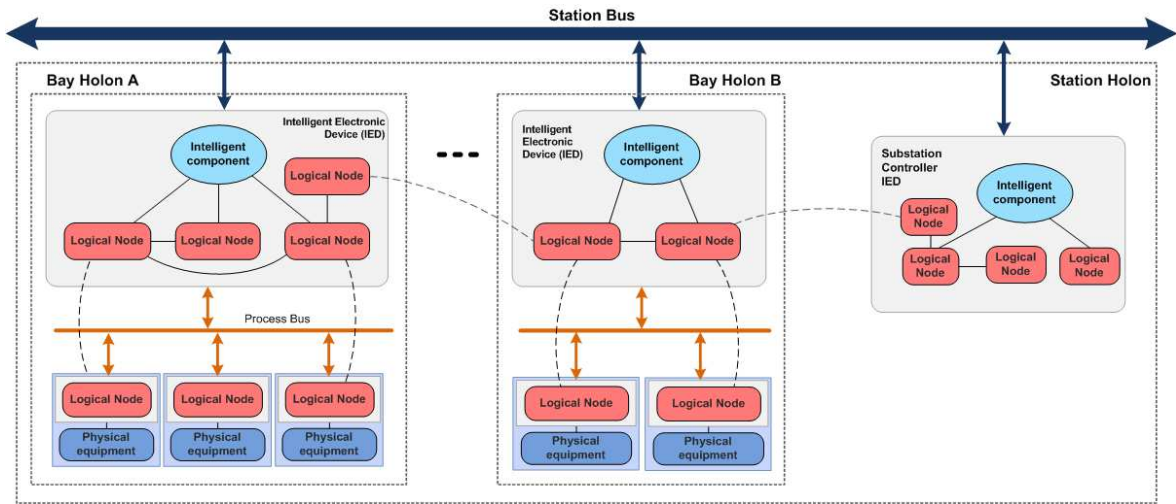 Station Bus
Bay Holon A
Bay Holon B
Station Holon
Intelligent Electronic
Device (IED)
Intelligent
component
Logical Node
Logical Node
Logical Node
Logical Node
Process Bus
Logical Node
Logical Node
Logical Node
Physical
equipment
Physical
equipment
Physical
equipment
Intelligent
Electronic
Device (IED)
Intelligent
component
Logical Node
Logical Node
Logical Node
Logical Node
Physical
equipment
Physical
equipment
Substation
Controller
IED
Intelligent
component
Logical
Node
Logical
Node
Logical
Node
Logical
Node